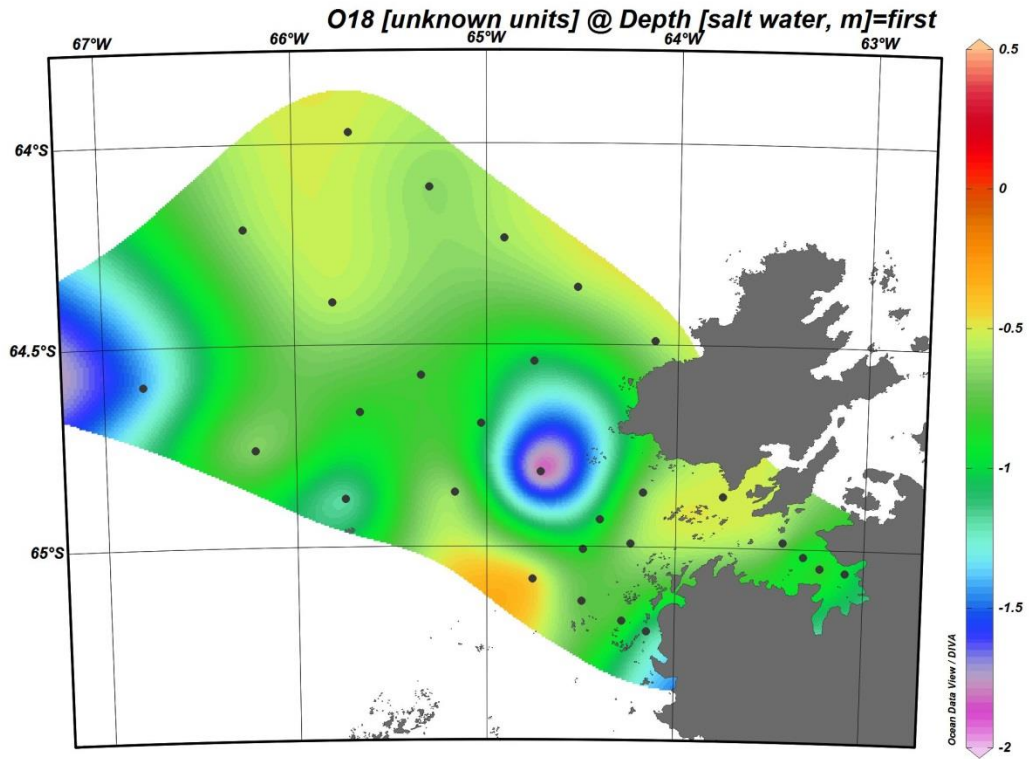 O18 [unknown units] @ Depth [salt water, m]=first
67°W 66°W 65°W 64°W 63°W
64°S
64.5°S
65°S
0.5
0
-0.5
-1
-1.5
-2
Ocean Data View / DIVA